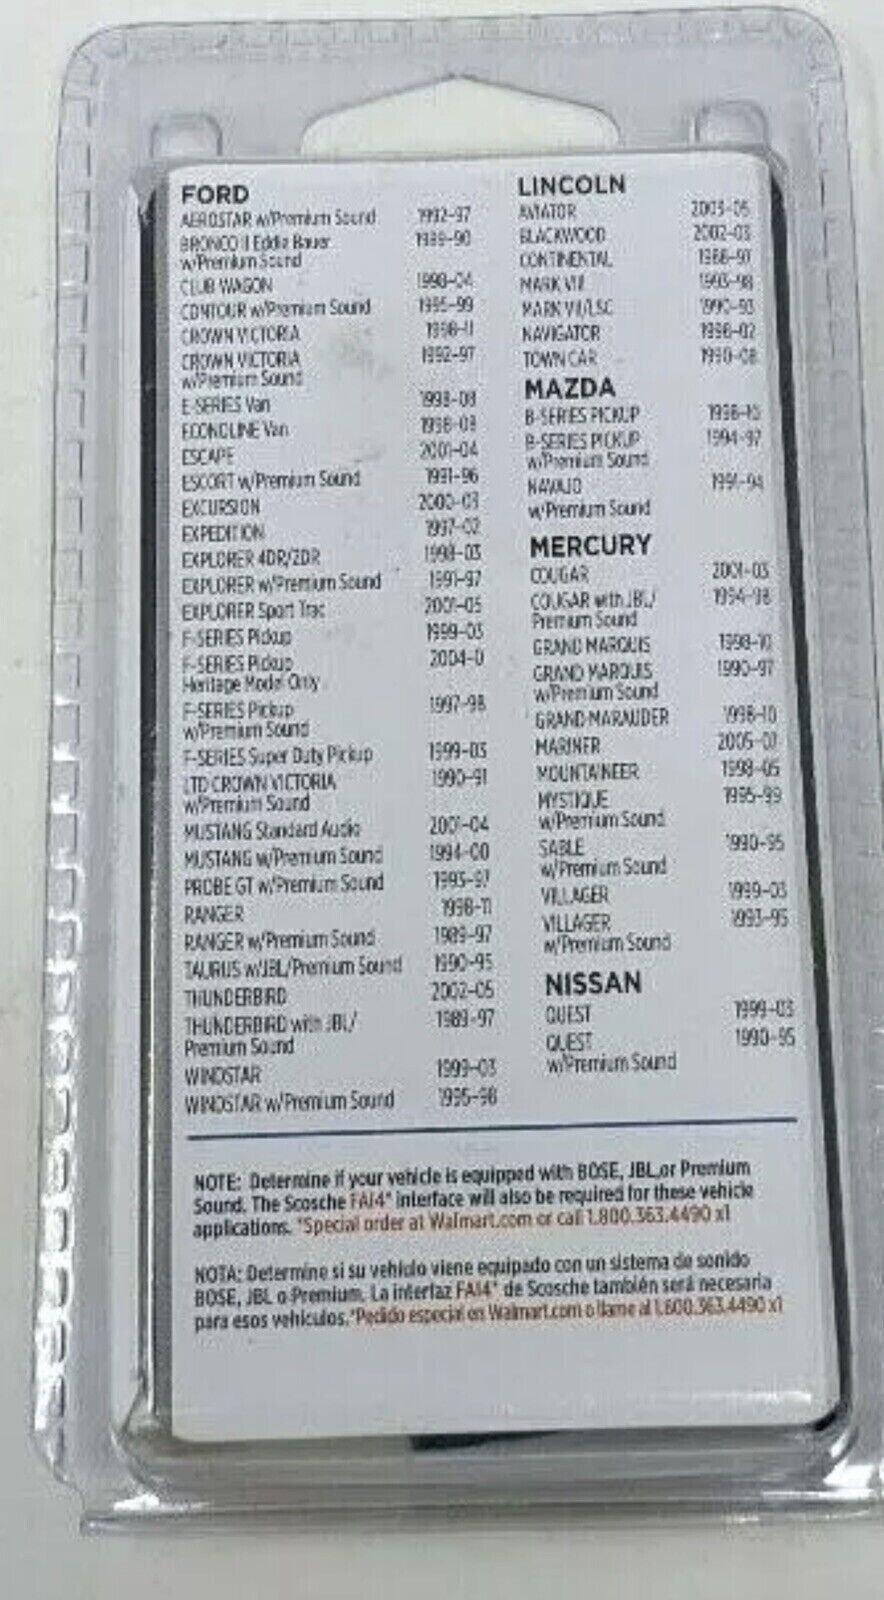 FORD
AEROSTAR w/Premium Sound 1992-97
BRONCO II Eddie Bauer 1989-90
w/Premium Sound
CLUB WAGON 1998-04
CONTOUR w/Premium Sound 1995-99
CROWN VICTORIA 1998-11
CROWN VICTORIA 1992-97
w/Premium Sound
E-SERIES Van 1998-08
ECONOLINE Van 1998-08
ESCAPE 2001-04
ESCORT w/Premium Sound 1991-96
EXCURSION 2000-03
EXPEDITION 1997-02
EXPLORER 4DR/2DR 1998-03
EXPLORER w/Premium Sound 1991-97
EXPLORER Sport Trac 2001-05
F-SERIES Pickup 1999-03
F-SERIES Pickup 2004-0
Heritage Model Only
F-SERIES Pickup 1997-98
w/Premium Sound
F-SERIES Super Duty Pickup 1999-03
LTD CROWN VICTORIA 1990-91
w/Premium Sound
MUSTANG Standard Audio 2001-04
MUSTANG w/Premium Sound 1994-00
PROBE GT w/Premium Sound 1993-97
RANGER 1998-11
RANGER w/Premium Sound 1989-97
TAURUS w/JBL/Premium Sound 1990-95
THUNDERBIRD 2002-05
THUNDERBIRD with JBL/ 1989-97
Premium Sound
WINDSTAR 1999-03
WINDSTAR w/Premium Sound 1995-98
LINCOLN
AVIATOR 2003-05
BLACKWOOD 2002-03
CONTINENTAL 1988-97
MARK VIII 1993-98
MARK VII/LSC 1990-93
NAVIGATOR 1998-02
TOWN CAR 1990-08
MAZDA
B-SERIES PICKUP 1998-10
B-SERIES PICKUP 1994-97
w/Premium Sound
NAVAJO 1991-94
w/Premium Sound
MERCURY
COUGAR 2001-03
COUGAR with JBL/ 1994-98
Premium Sound
GRAND MARQUIS 1998-10
GRAND MARQUIS 1990-97
w/Premium Sound
GRAND MARAUDER 1998-10
MARINER 2005-07
MOUNTAINEER 1998-05
MYSTIQUE 1995-99
w/Premium Sound
SABLE 1990-95
w/Premium Sound
VILLAGER 1999-03
VILLAGER 1993-95
w/Premium Sound
NISSAN
QUEST 1999-03
QUEST 1990-95
w/Premium Sound
NOTE: Determine if your vehicle is equipped with BOSE, JBL,or Premium
Sound. The Scosche FAI4* interface will also be required for these vehicle
applications. *Special order at Walmart.com or call 1.800.363.4490 x1
NOTA: Determine si su vehiclo viene equipado con un sistema de sonido
BOSE, JBL o Premium. La interfaz FAI4* de Scosche también será necesaria
para esos vehículos.*Pedido especial en Walmart.com o llame al 1.800.363.4490 x1